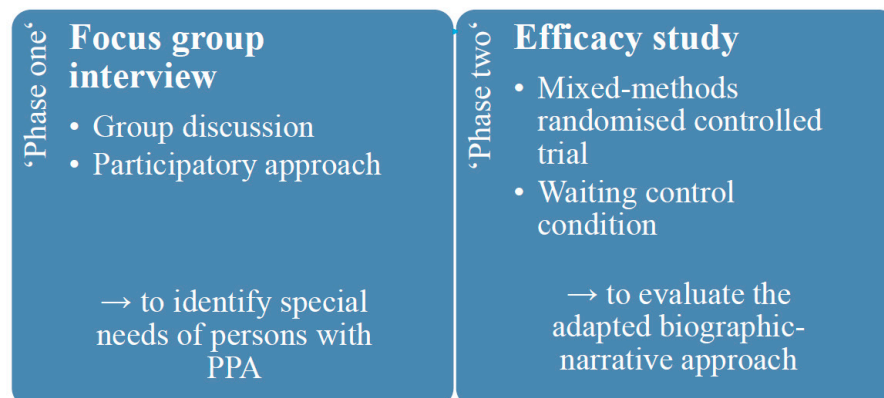 ‘Phase one‘
Focus group
interview
• Group discussion
• Participatory approach
→ to identify special
needs of persons with
PPA
‘Phase two‘
Efficacy study
• Mixed-methods
randomised controlled
trial
• Waiting control
condition
→ to evaluate the
adapted biographic-
narrative approach